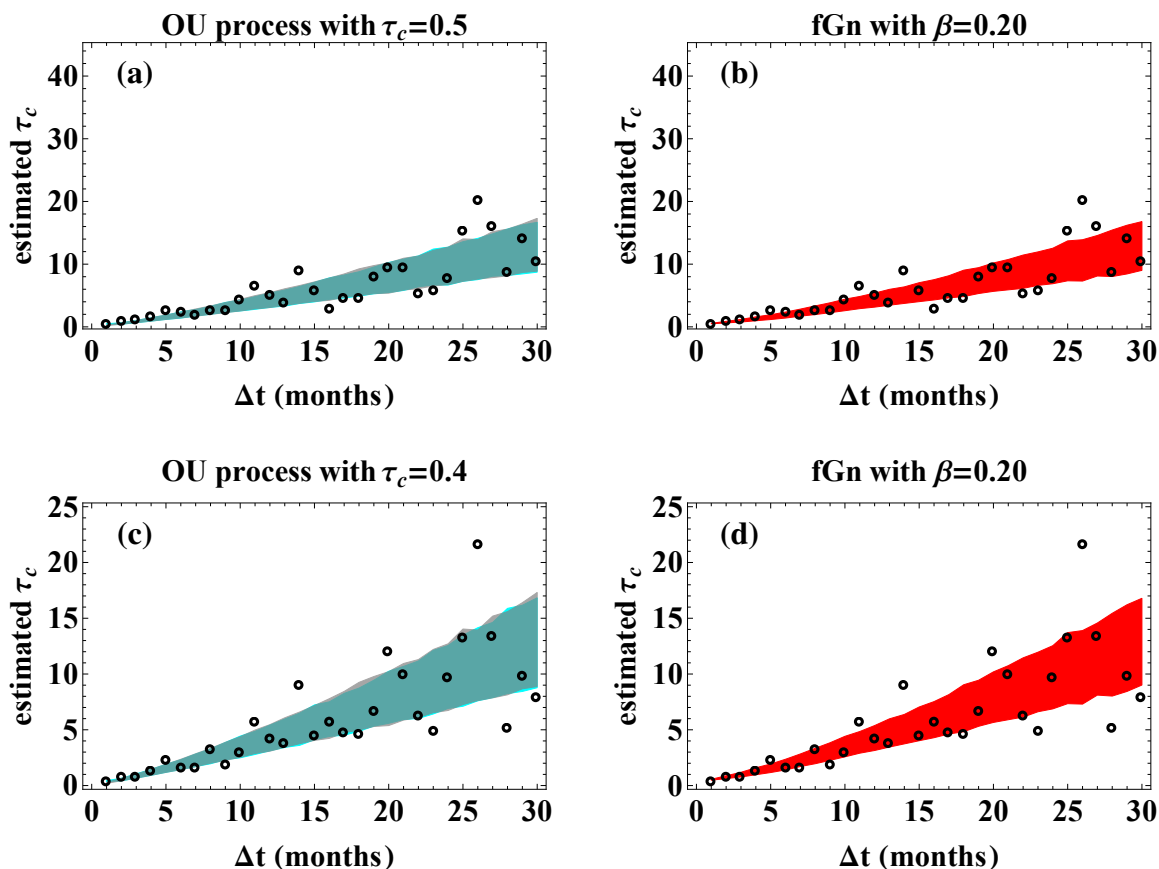 OU process with τc=0.5
fGn with β=0.20
(a)
(b)
estimated τc
40
30
20
10
0
estimated τc
40
30
20
10
0
0 5 10 15 20 25 30
0 5 10 15 20 25 30
Δt (months)
Δt (months)
OU process with τc=0.4
fGn with β=0.20
(c)
(d)
estimated τc
25
20
15
10
5
0
estimated τc
25
20
15
10
5
0
0 5 10 15 20 25 30
0 5 10 15 20 25 30
Δt (months)
Δt (months)